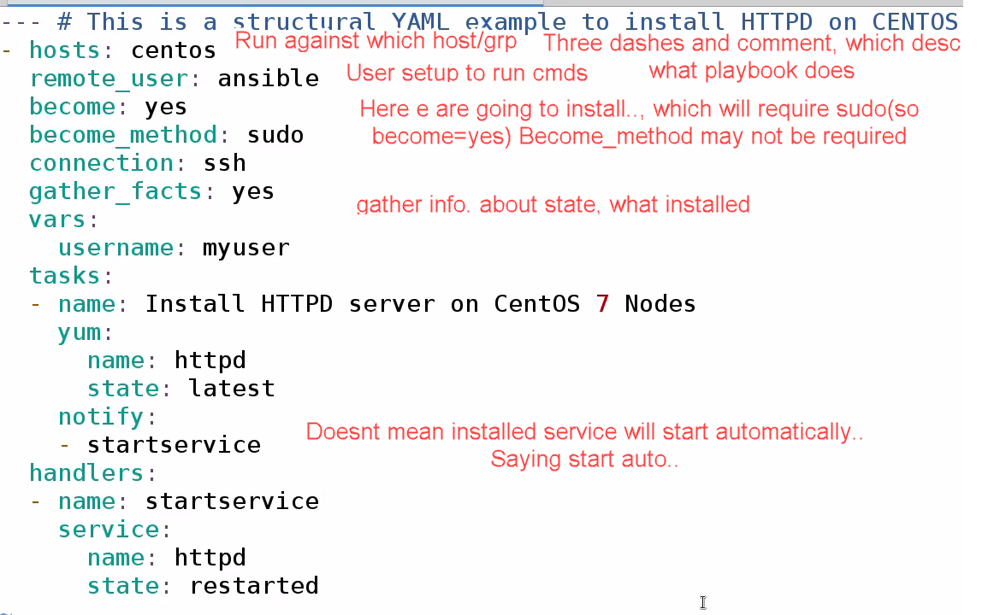 --- # This is a structural YAML example to install HTTPD on CENTOS
- hosts: centos
Run against which host/grp
Three dashes and comment, which desc
what playbook does
remote_user: ansible
User setup to run cmds
become: yes
Here e are going to install.., which will require sudo(so
become=yes) Become_method may not be required
become_method: sudo
connection: ssh
gather_facts: yes
gather info. about state, what installed
vars:
username: myuser
tasks:
- name: Install HTTPD server on CentOS 7 Nodes
yum:
name: httpd
state: latest
notify:
- startservice
Doesnt mean installed service will start automatically..
Saying start auto..
handlers:
- name: startservice
service:
name: httpd
state: restarted